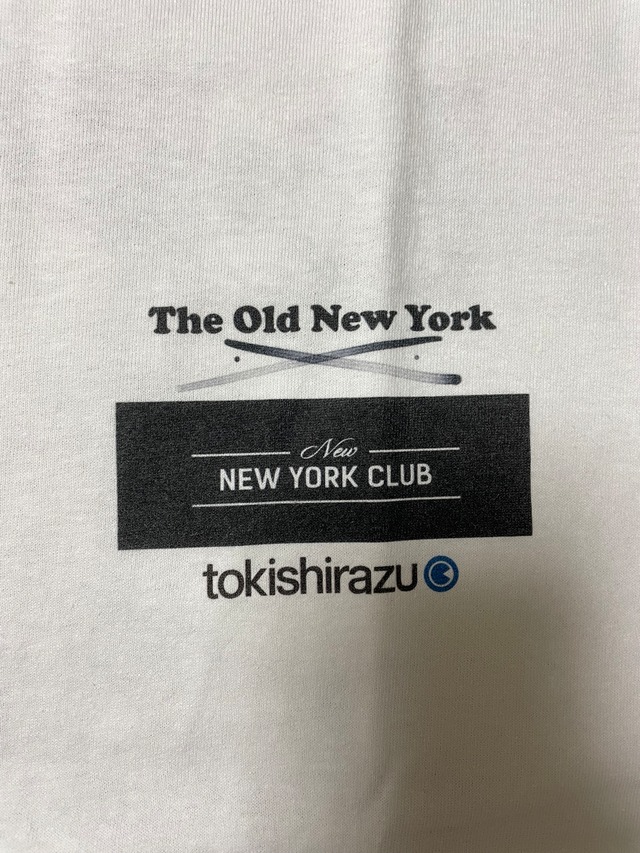 The Old New York
New
NEW YORK CLUB
tokishirazu